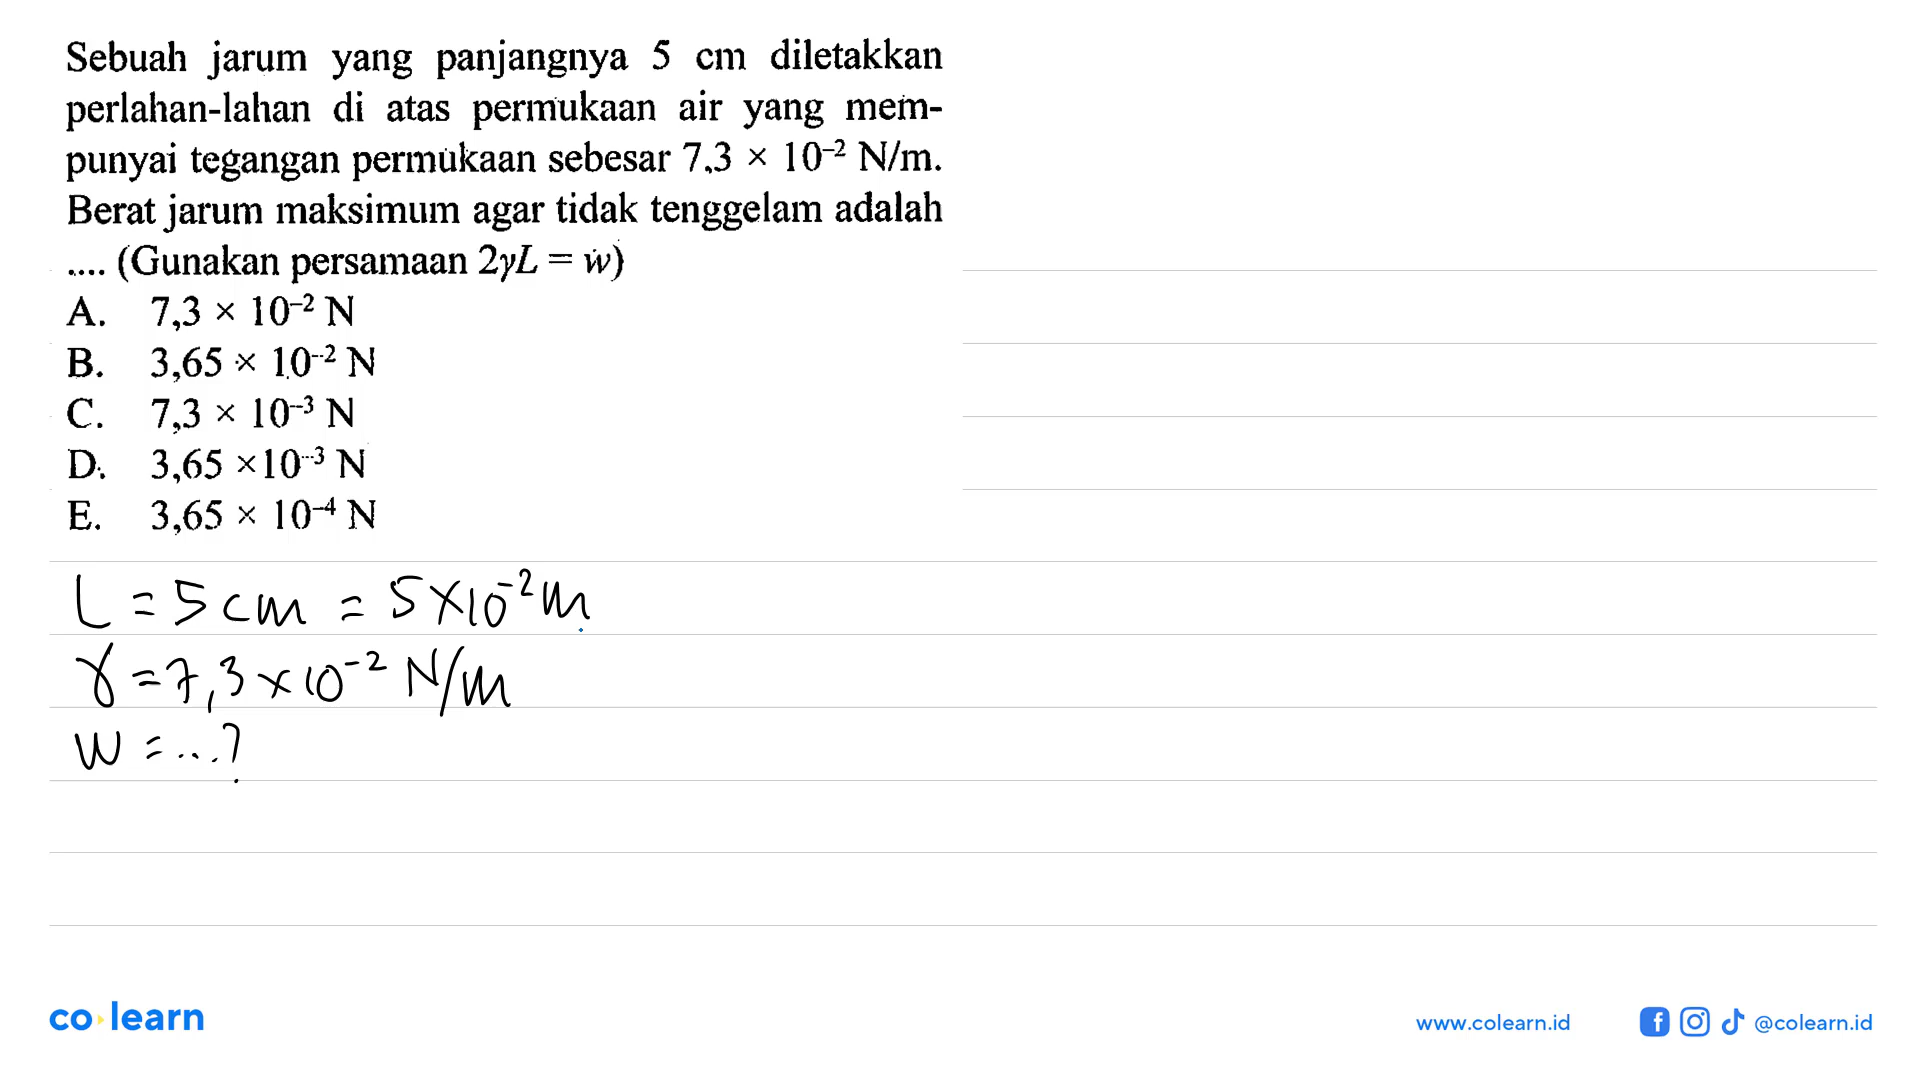 Sebuah jarum yang panjangnya 5 cm diletakkan
perlahan-lahan di atas permukaan air yang mem-
punyai tegangan permukaan sebesar 7,3 × 10⁻² N/m.
Berat jarum maksimum agar tidak tenggelam adalah
.... (Gunakan persamaan 2γL = w)
A. 7,3 × 10⁻² N
B. 3,65 × 10⁻² N
C. 7,3 × 10⁻³ N
D. 3,65 ×10⁻³ N
E. 3,65 × 10⁻⁴ N
L = 5 cm = 5 × 10⁻² m
γ = 7,3 × 10⁻² N/m
w = ...?
co learn
www.colearn.id
@colearn.id